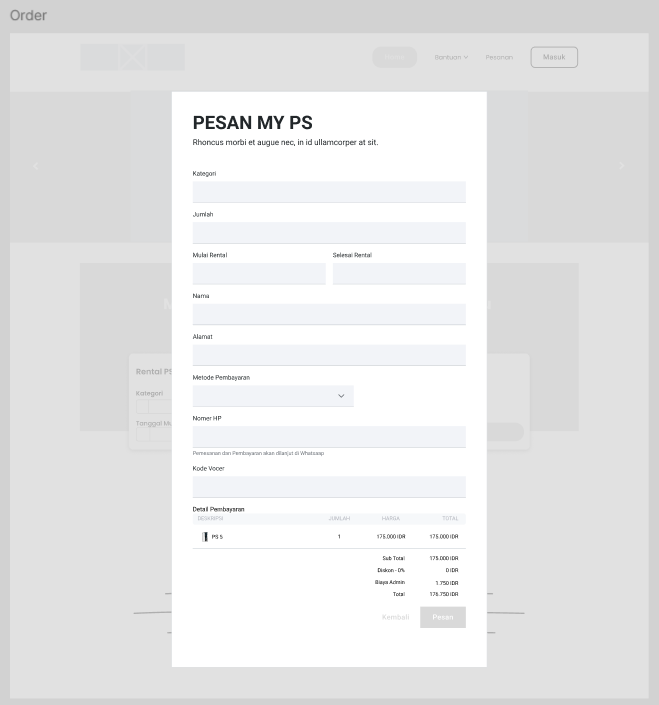 Order
Bantuan
Pesanan
Masuk
PESAN MY PS
Rhoncus morbi et augue nec, in id ullamcorper at sit.
Kategori
Jumlah
Mulai Rental Selesai Rental
Nama
Alamat
Rental
Kategori
Metode Pembayaran
Tanggal
Nomer HP
Pemesanan dan Pembayaran akan dilanjut di Whatsaap
Kode Vocer
Detail Pembayaran
DESKRIPSI JUMLAH HARGA TOTAL
PS 5 1 175.000 IDR 175.000 IDR
Sub Total 175.000 IDR
Diskon - 0% 0 IDR
Biaya Admin 1.750 IDR
Total 176.750 IDR
Kembali Pesan